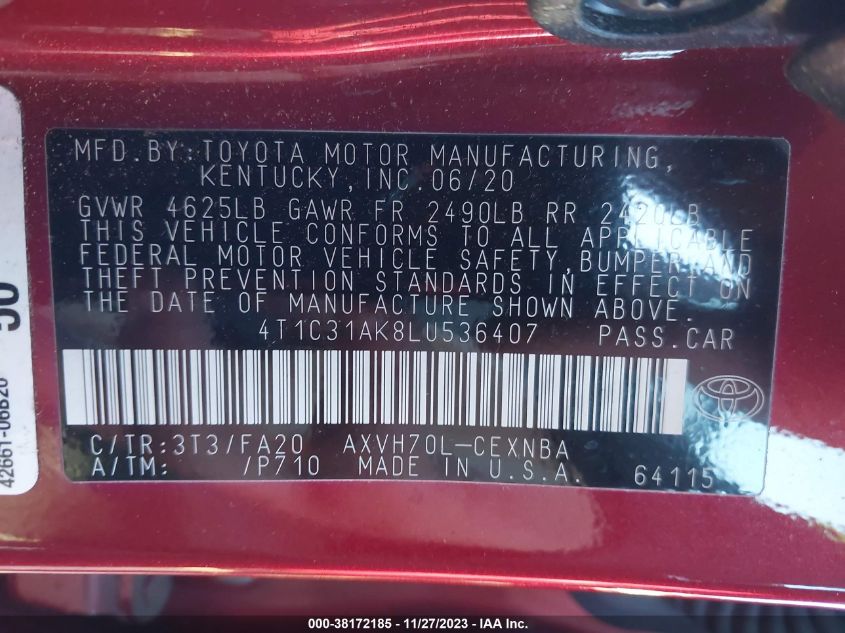 MFD. BY: TOYOTA MOTOR MANUFACTURING,
KENTUCKY, INC. 06/20
GVWR 4625LB GAWR FR 2490LB RR 2420LB
THIS VEHICLE CONFORMS TO ALL APPLICABLE
FEDERAL MOTOR VEHICLE SAFETY, BUMPER AND
THEFT PREVENTION STANDARDS IN EFFECT ON
THE DATE OF MANUFACTURE SHOWN ABOVE.
4T1C31AK8LU536407 PASS.CAR
C/TR:3T3/FA20 AXVH70L-CEXNBA
A/TM: /P710 MADE IN U.S.A. 64115
42661-06B20
000-38172185 - 11/27/2023 - IAA Inc.